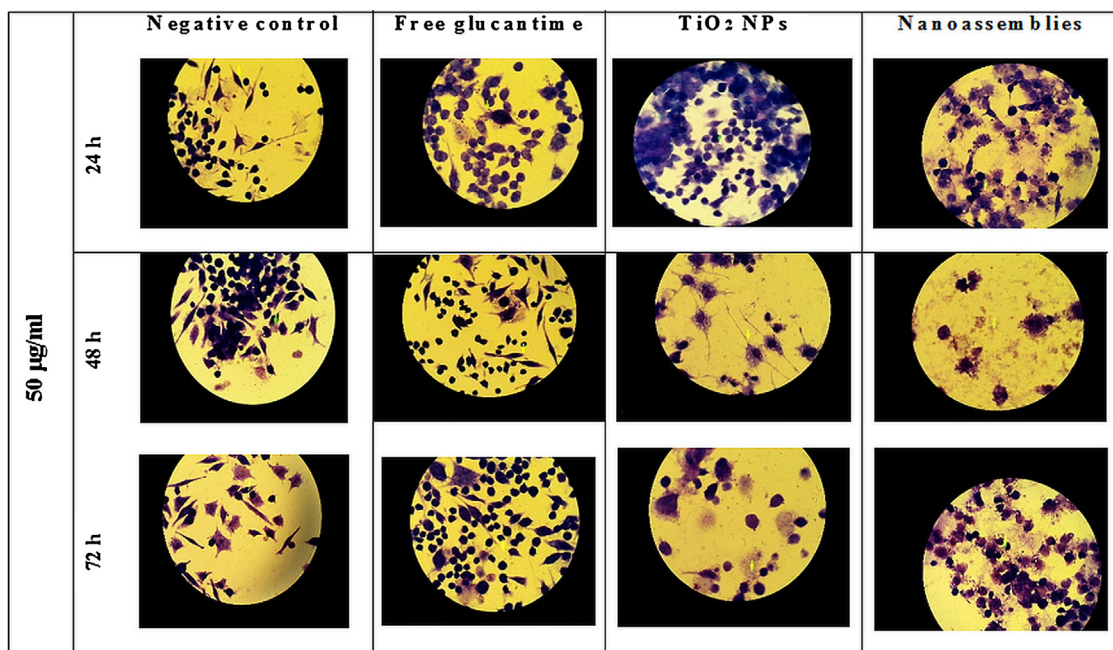 Negative control
Free glucantime
TiO2 NPs
Nanoassemblies
50 µg/ml
24 h
48 h
72 h